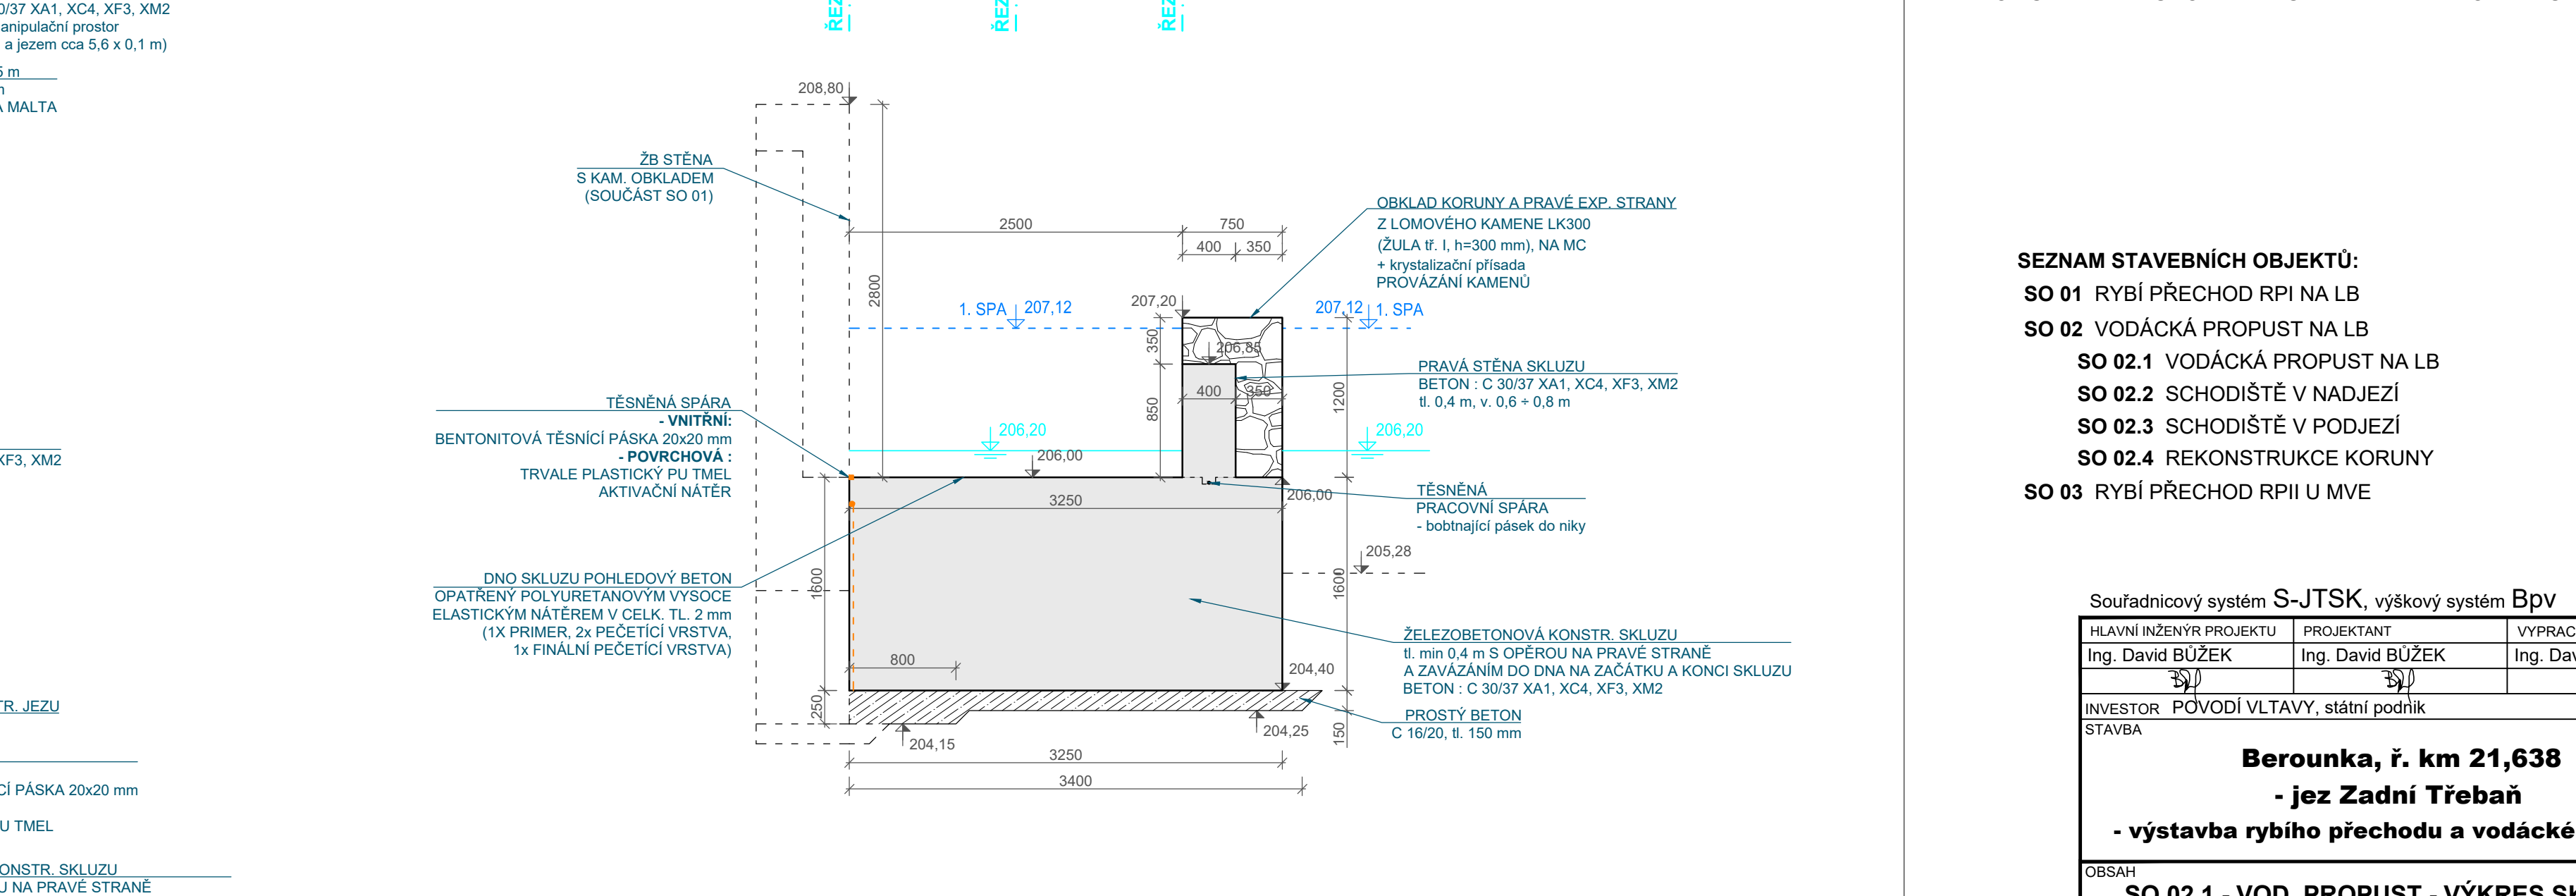 0/37 XA1, XC4, XF3, XM2
anipulační prostor
a jezem cca 5,6 x 0,1 m)
5 m
A MALTA
XF3, XM2
TR. JEZU
CÍ PÁSKA 20x20 mm
U TMEL
ONSTR. SKLUZU
U NA PRAVÉ STRANĚ
ŘEZ
ŘEZ
ŘEZ
208,80
ŽB STĚNA
S KAM. OBKLADEM
(SOUČÁST SO 01)
2500
750
400
350
2800
OBKLAD KORUNY A PRAVÉ EXP. STRANY
Z LOMOVÉHO KAMENE LK300
(ŽULA tř. I, h=300 mm), NA MC
+ krystalizační přísada
PROVÁZÁNÍ KAMENŮ
1. SPA
207,12
207,20
207,12
1. SPA
350
206,85
PRAVÁ STĚNA SKLUZU
BETON : C 30/37 XA1, XC4, XF3, XM2
tl. 0,4 m, v. 0,6 ÷ 0,8 m
400
350
850
1200
TĚSNĚNÁ SPÁRA
- VNITŘNÍ:
BENTONITOVÁ TĚSNÍCÍ PÁSKA 20x20 mm
- POVRCHOVÁ :
TRVALE PLASTICKÝ PU TMEL
AKTIVAČNÍ NÁTĚR
206,20
206,20
206,00
3250
206,00
TĚSNĚNÁ
PRACOVNÍ SPÁRA
- bobtnající pásek do niky
205,28
DNO SKLUZU POHLEDOVÝ BETON
OPATŘENÝ POLYURETANOVÝM VYSOCE
ELASTICKÝM NÁTĚREM V CELK. TL. 2 mm
(1X PRIMER, 2x PEČETÍCÍ VRSTVA,
1x FINÁLNÍ PEČETÍCÍ VRSTVA)
1600
1600
800
ŽELEZOBETONOVÁ KONSTR. SKLUZU
tl. min 0,4 m S OPĚROU NA PRAVÉ STRANĚ
A ZAVÁZÁNÍM DO DNA NA ZAČÁTKU A KONCI SKLUZU
BETON : C 30/37 XA1, XC4, XF3, XM2
204,40
250
PROSTÝ BETON
C 16/20, tl. 150 mm
204,15
204,25
150
3250
3400
SEZNAM STAVEBNÍCH OBJEKTŮ:
SO 01 RYBÍ PŘECHOD RPI NA LB
SO 02 VODÁCKÁ PROPUST NA LB
SO 02.1 VODÁCKÁ PROPUST NA LB
SO 02.2 SCHODIŠTĚ V NADJEZÍ
SO 02.3 SCHODIŠTĚ V PODJEZÍ
SO 02.4 REKONSTRUKCE KORUNY
SO 03 RYBÍ PŘECHOD RPII U MVE
Souřadnicový systém S-JTSK, výškový systém Bpv
HLAVNÍ INŽENÝR PROJEKTU PROJEKTANT VYPRAC
Ing. David BŮŽEK Ing. David BŮŽEK Ing. Dav
INVESTOR POVODÍ VLTAVY, státní podnik
STAVBA
Berounka, ř. km 21,638
- jez Zadní Třebaň
- výstavba rybího přechodu a vodácké
OBSAH
SO 02.1 - VOD. PROPUST - VÝKRES SK